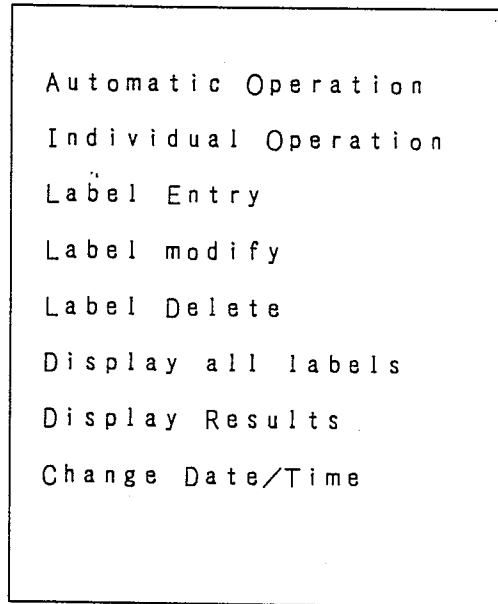 Automatic Operation
Individual Operation
Label Entry
Label modify
Label Delete
Display all labels
Display Results
Change Date/Time